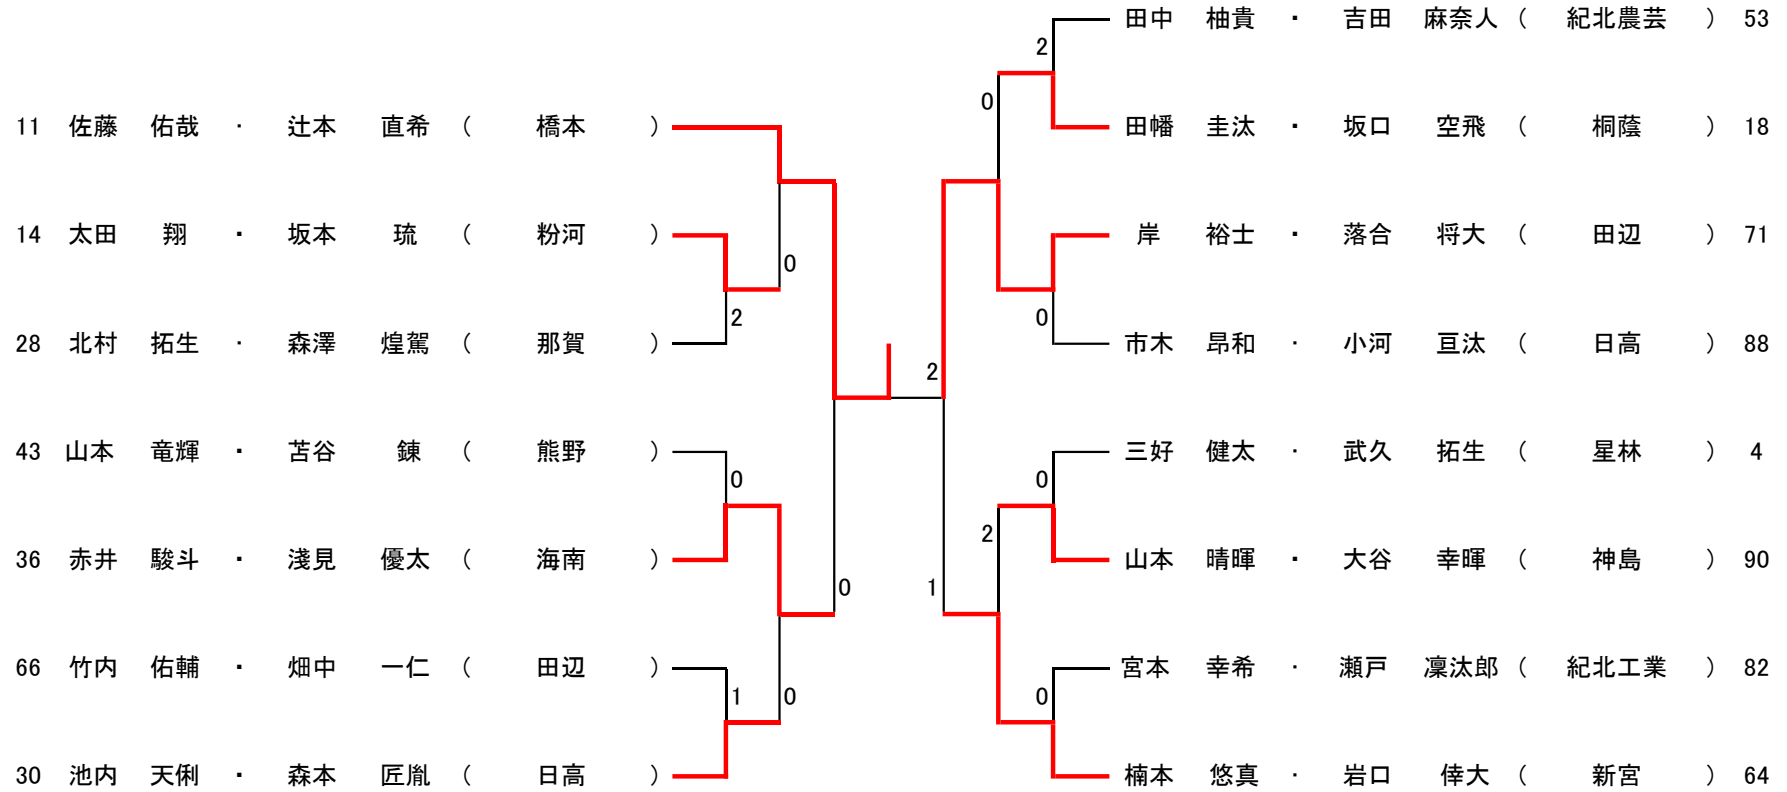 田中 柚貴 ・ 吉田 麻奈人 ( 紀北農芸 ) 53
2
0
11 佐藤 佑哉 ・ 辻本 直希 ( 橋本 )
田幡 圭汰 ・ 坂口 空飛 ( 桐蔭 ) 18
14 太田 翔 ・ 坂本 琉 ( 粉河 )
岸 裕士 ・ 落合 将大 ( 田辺 ) 71
0
2
0
28 北村 拓生 ・ 森澤 煌駕 ( 那賀 )
市木 昂和 ・ 小河 亘汰 ( 日高 ) 88
2
43 山本 竜輝 ・ 苫谷 錬 ( 熊野 )
三好 健太 ・ 武久 拓生 ( 星林 ) 4
0
0
2
36 赤井 駿斗 ・ 淺見 優太 ( 海南 )
山本 晴暉 ・ 大谷 幸暉 ( 神島 ) 90
0
1
66 竹内 佑輔 ・ 畑中 一仁 ( 田辺 )
宮本 幸希 ・ 瀬戸 凜汰郎 ( 紀北工業 ) 82
1
0
0
30 池内 天俐 ・ 森本 匠胤 ( 日高 )
楠本 悠真 ・ 岩口 倖大 ( 新宮 ) 64